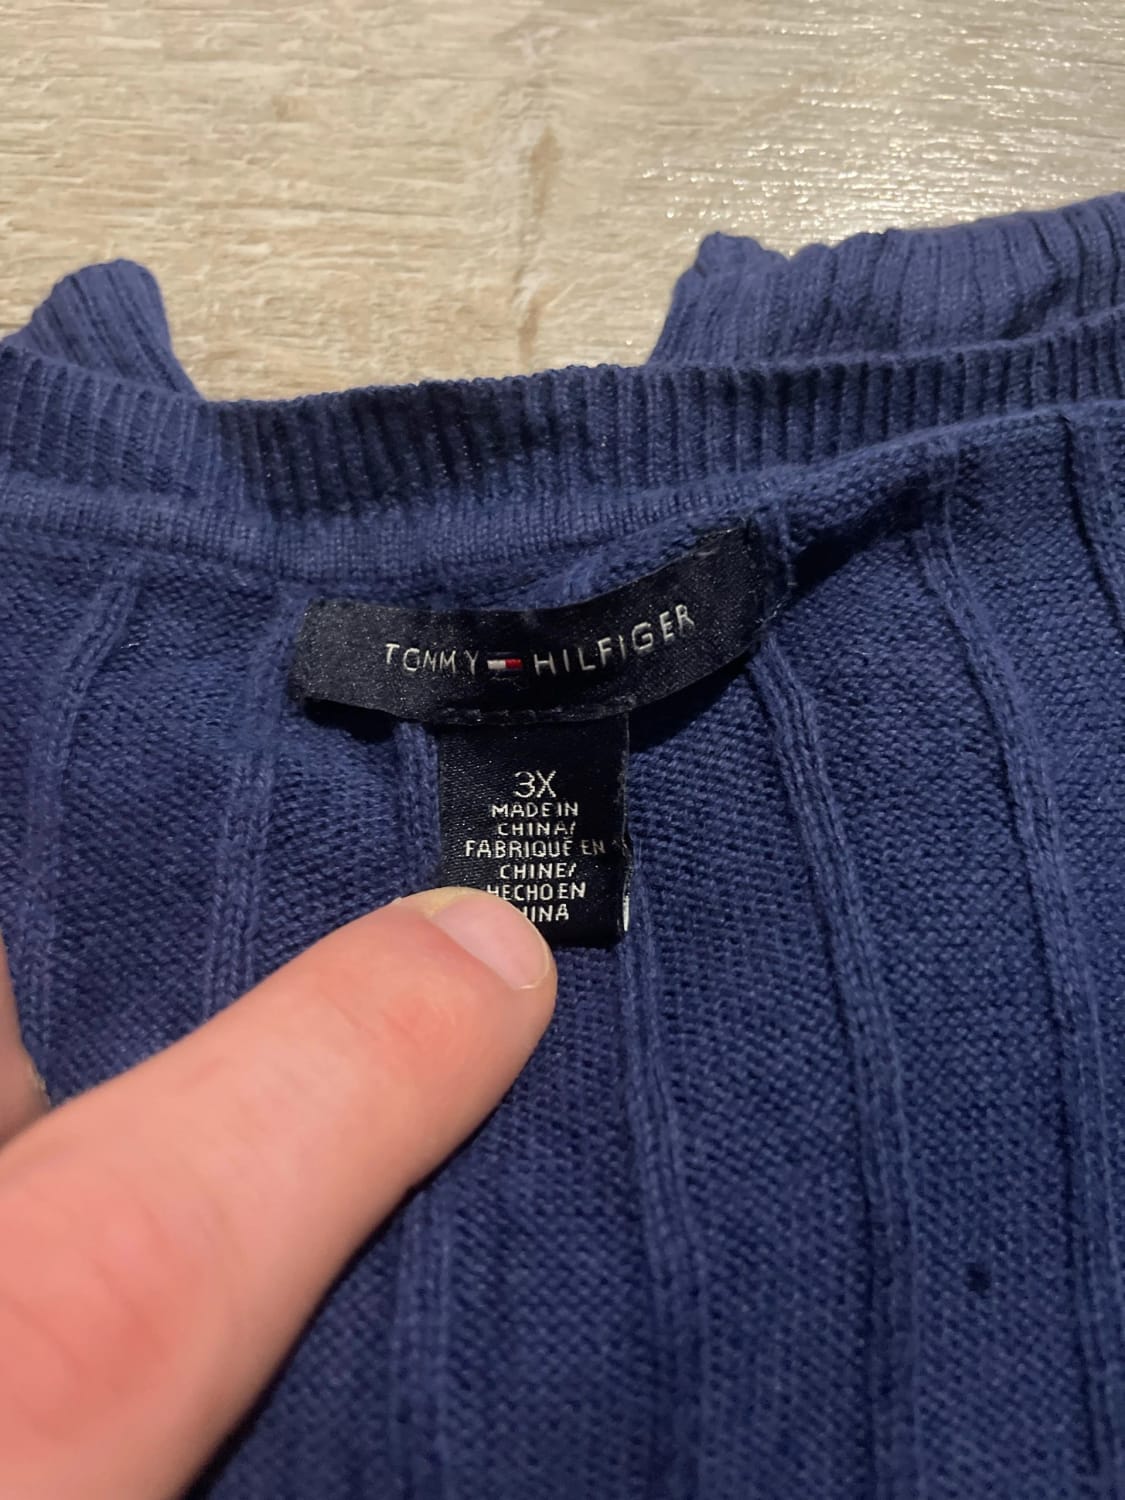 TOMMY HILFIGER
3X
MADE IN
CHINA/
FABRIQUÉ EN
CHINE/
HECHO EN